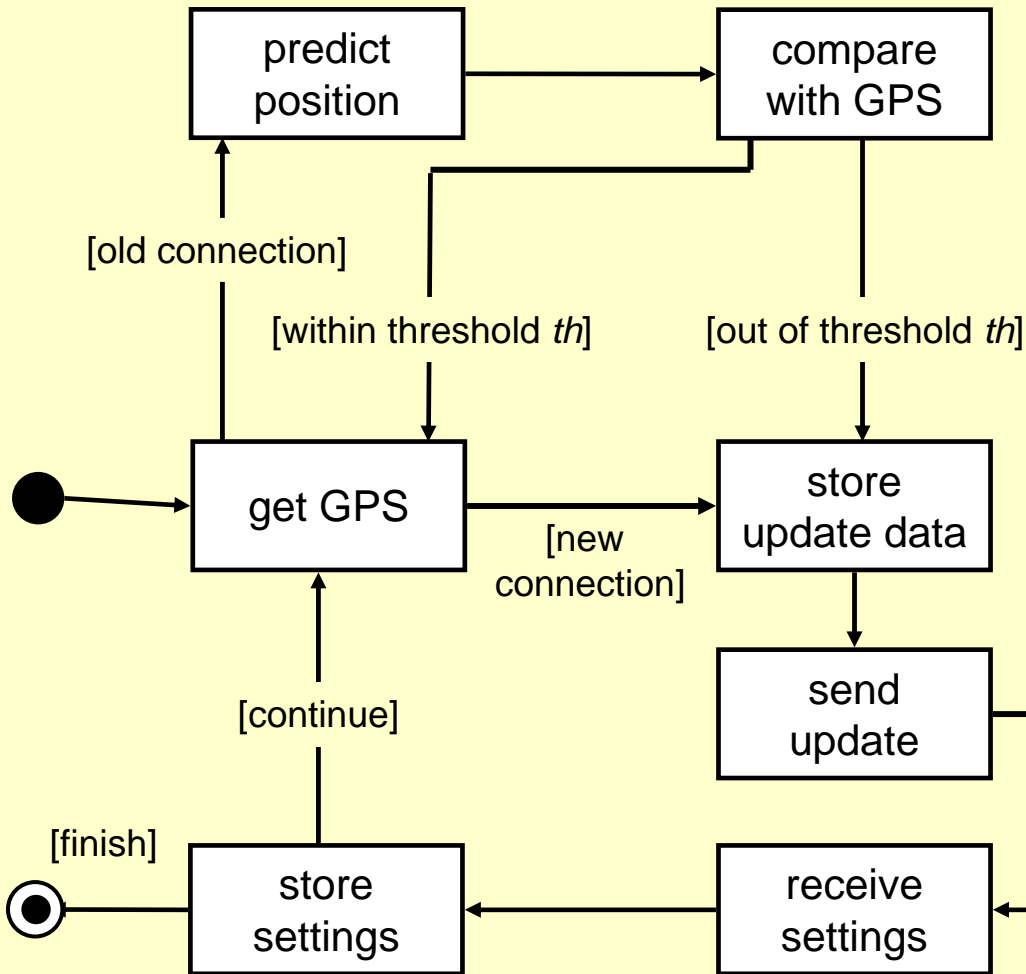 predict
position
compare
with GPS
[old connection]
[within threshold th]
[out of threshold th]
get GPS
store
update data
[new
connection]
send
update
[continue]
[finish]
store
settings
receive
settings